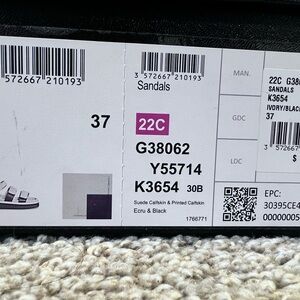 3 572667 210193
572667 210193
Sandals
MAN.
22C G38
SANDALS
K3654
IVORY/BLAC
37
37
22C
GDC
G38062
Y55714
LDC
$
K3654 30B
Suede Calfskin & Printed Calfskin
Ecru & Black
1766771
EPC:
30395CE4
00000005